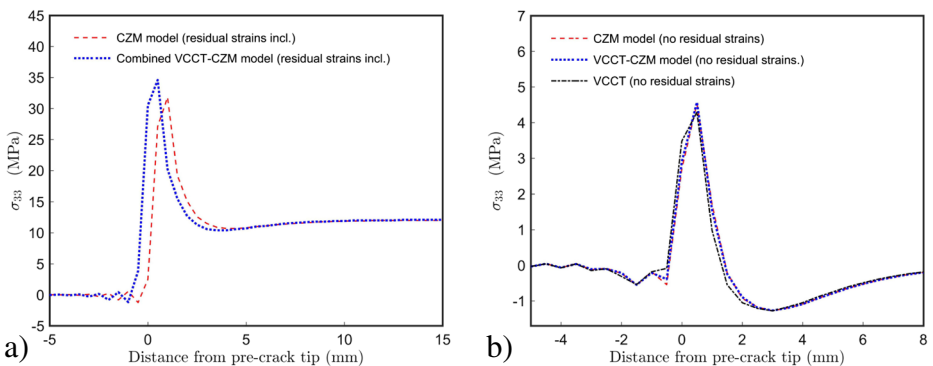 45
40
35
30
25
20
15
10
5
0
-5
σ33 (MPa)
CZM model (residual strains incl.)
Combined VCCT-CZM model (residual strains incl.)
-5 0 5 10 15
Distance from pre-crack tip (mm)
a)
7
6
5
4
3
2
1
0
-1
σ33 (MPa)
CZM model (no residual strains)
VCCT-CZM model (no residual strains.)
VCCT (no residual strains)
-4 -2 0 2 4 6 8
Distance from pre-crack tip (mm)
b)